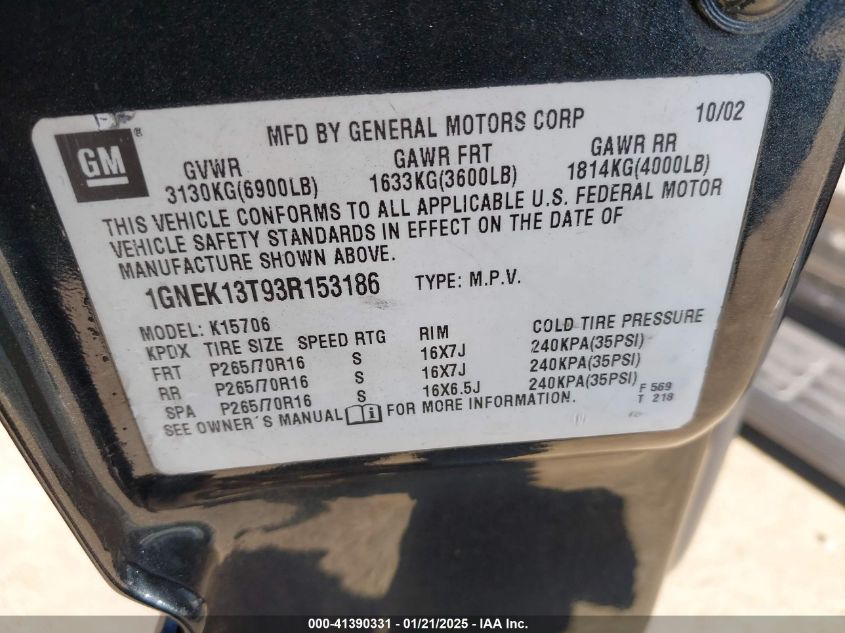 10/02
MFD BY GENERAL MOTORS CORP
GM®
GVWR GAWR FRT GAWR RR
3130KG(6900LB) 1633KG(3600LB) 1814KG(4000LB)
THIS VEHICLE CONFORMS TO ALL APPLICABLE U.S. FEDERAL MOTOR
VEHICLE SAFETY STANDARDS IN EFFECT ON THE DATE OF
MANUFACTURE SHOWN ABOVE.
1GNEK13T93R153186 TYPE: M.P.V.
MODEL: K15706
KPDX TIRE SIZE SPEED RTG RIM COLD TIRE PRESSURE
FRT P265/70R16 S 16X7J 240KPA(35PSI)
RR P265/70R16 S 16X7J 240KPA(35PSI)
SPA P265/70R16 S 16X6.5J 240KPA(35PSI)
SEE OWNER´S MANUAL i FOR MORE INFORMATION.
F 569
T 218
000-41390331 - 01/21/2025 - IAA Inc.